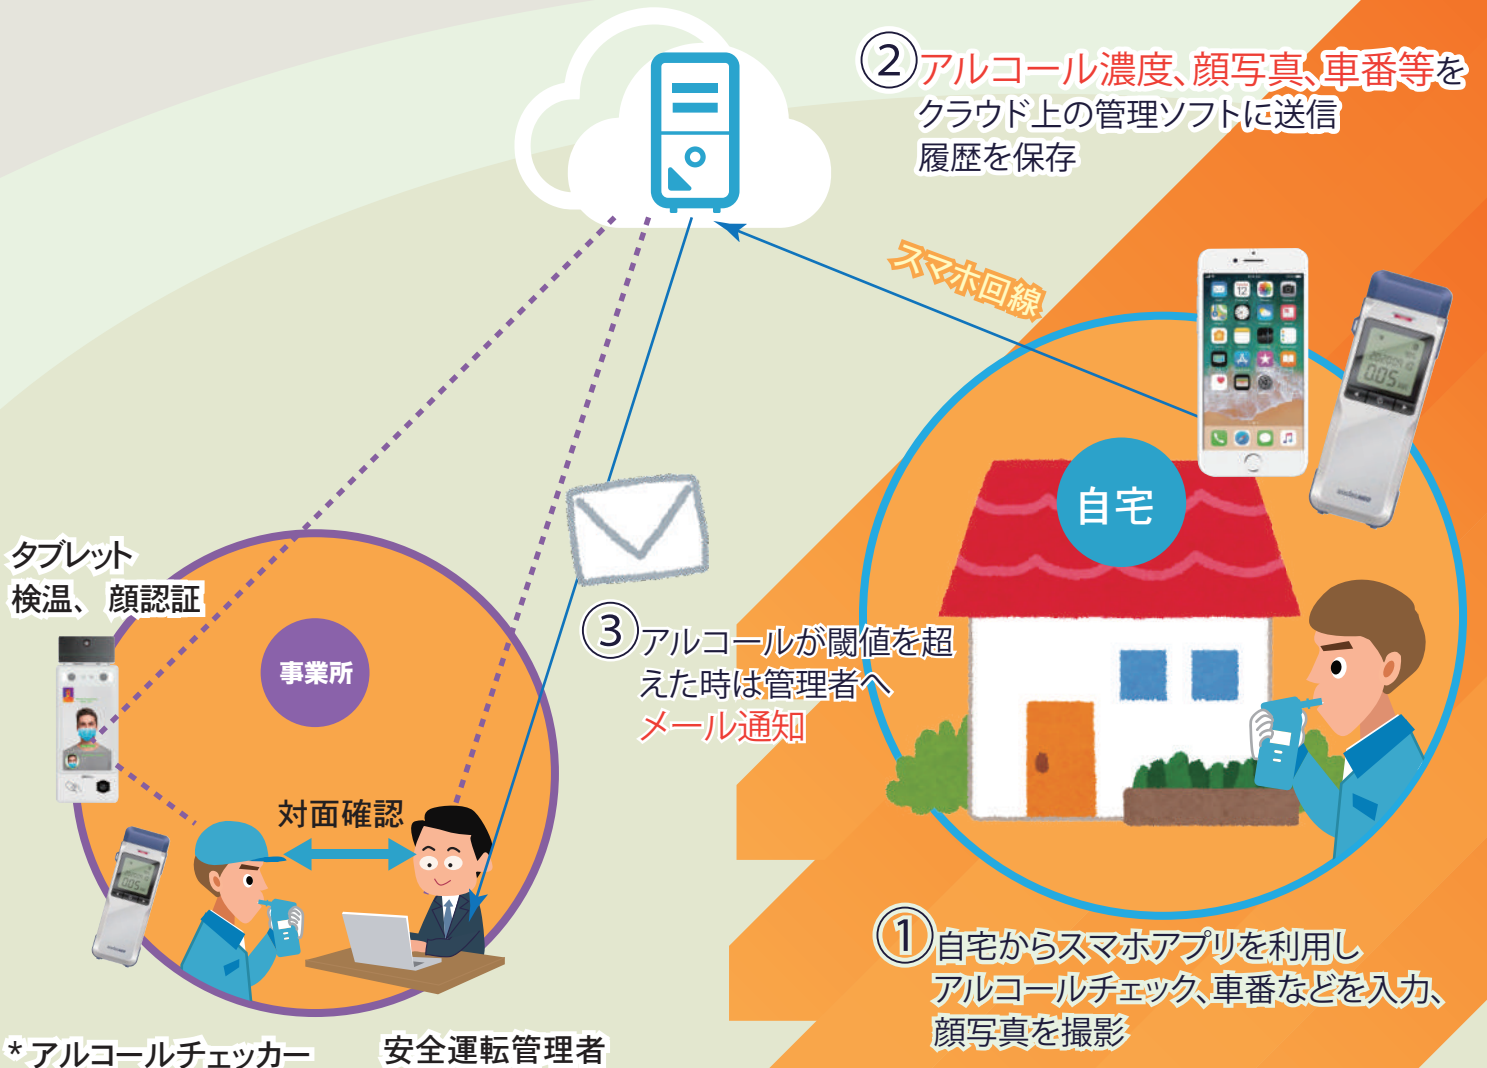 ②アルコール濃度、顔写真、車番等を
クラウド上の管理ソフトに送信
履歴を保存
スマホ回線
自宅
タブレット
検温、顔認証
事業所
③アルコールが閾値を超
えた時は管理者へ
メール通知
対面確認
①自宅からスマホアプリを利用し
アルコールチェック、車番などを入力、
顔写真を撮影
*アルコールチェッカー
安全運転管理者